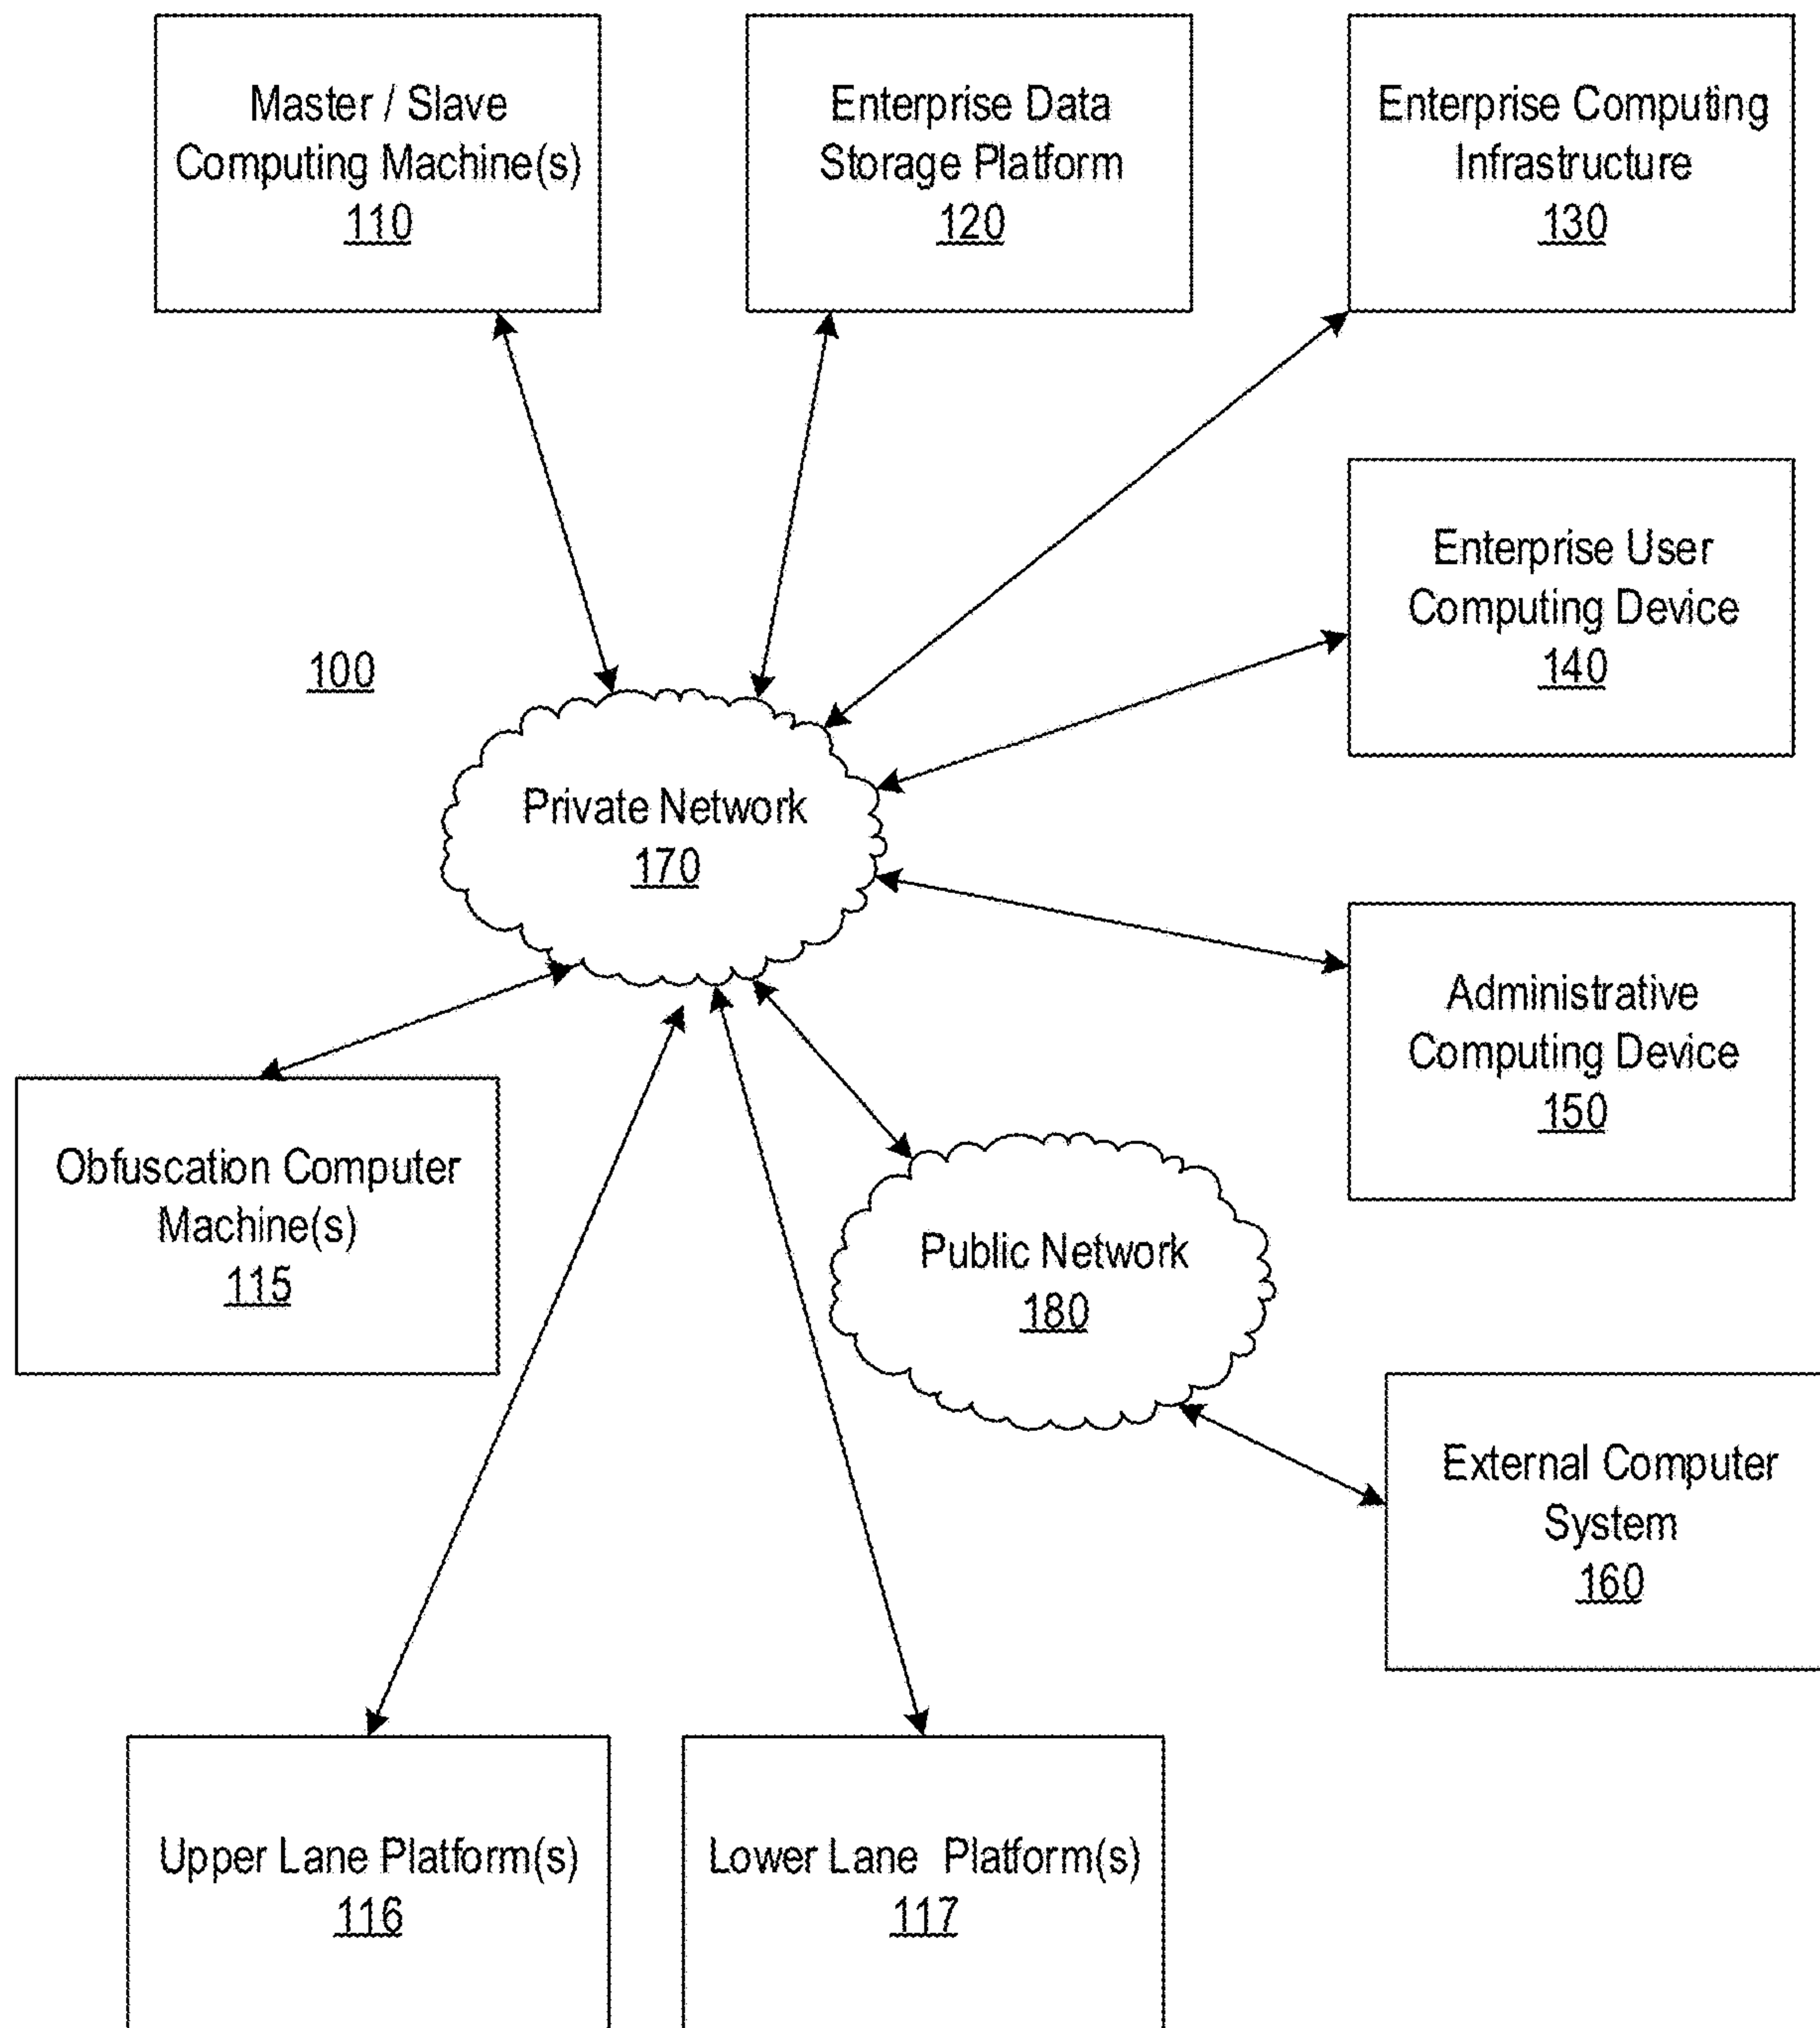 Master / Slave
Computing Machine(s)
110
Enterprise Data
Storage Platform
120
Enterprise Computing
Infrastructure
130
Enterprise User
Computing Device
140
100
Private Network
170
Administrative
Computing Device
150
Obfuscation Computer
Machine(s)
115
Public Network
180
External Computer
System
160
Upper Lane Platform(s)
116
Lower Lane Platform(s)
117